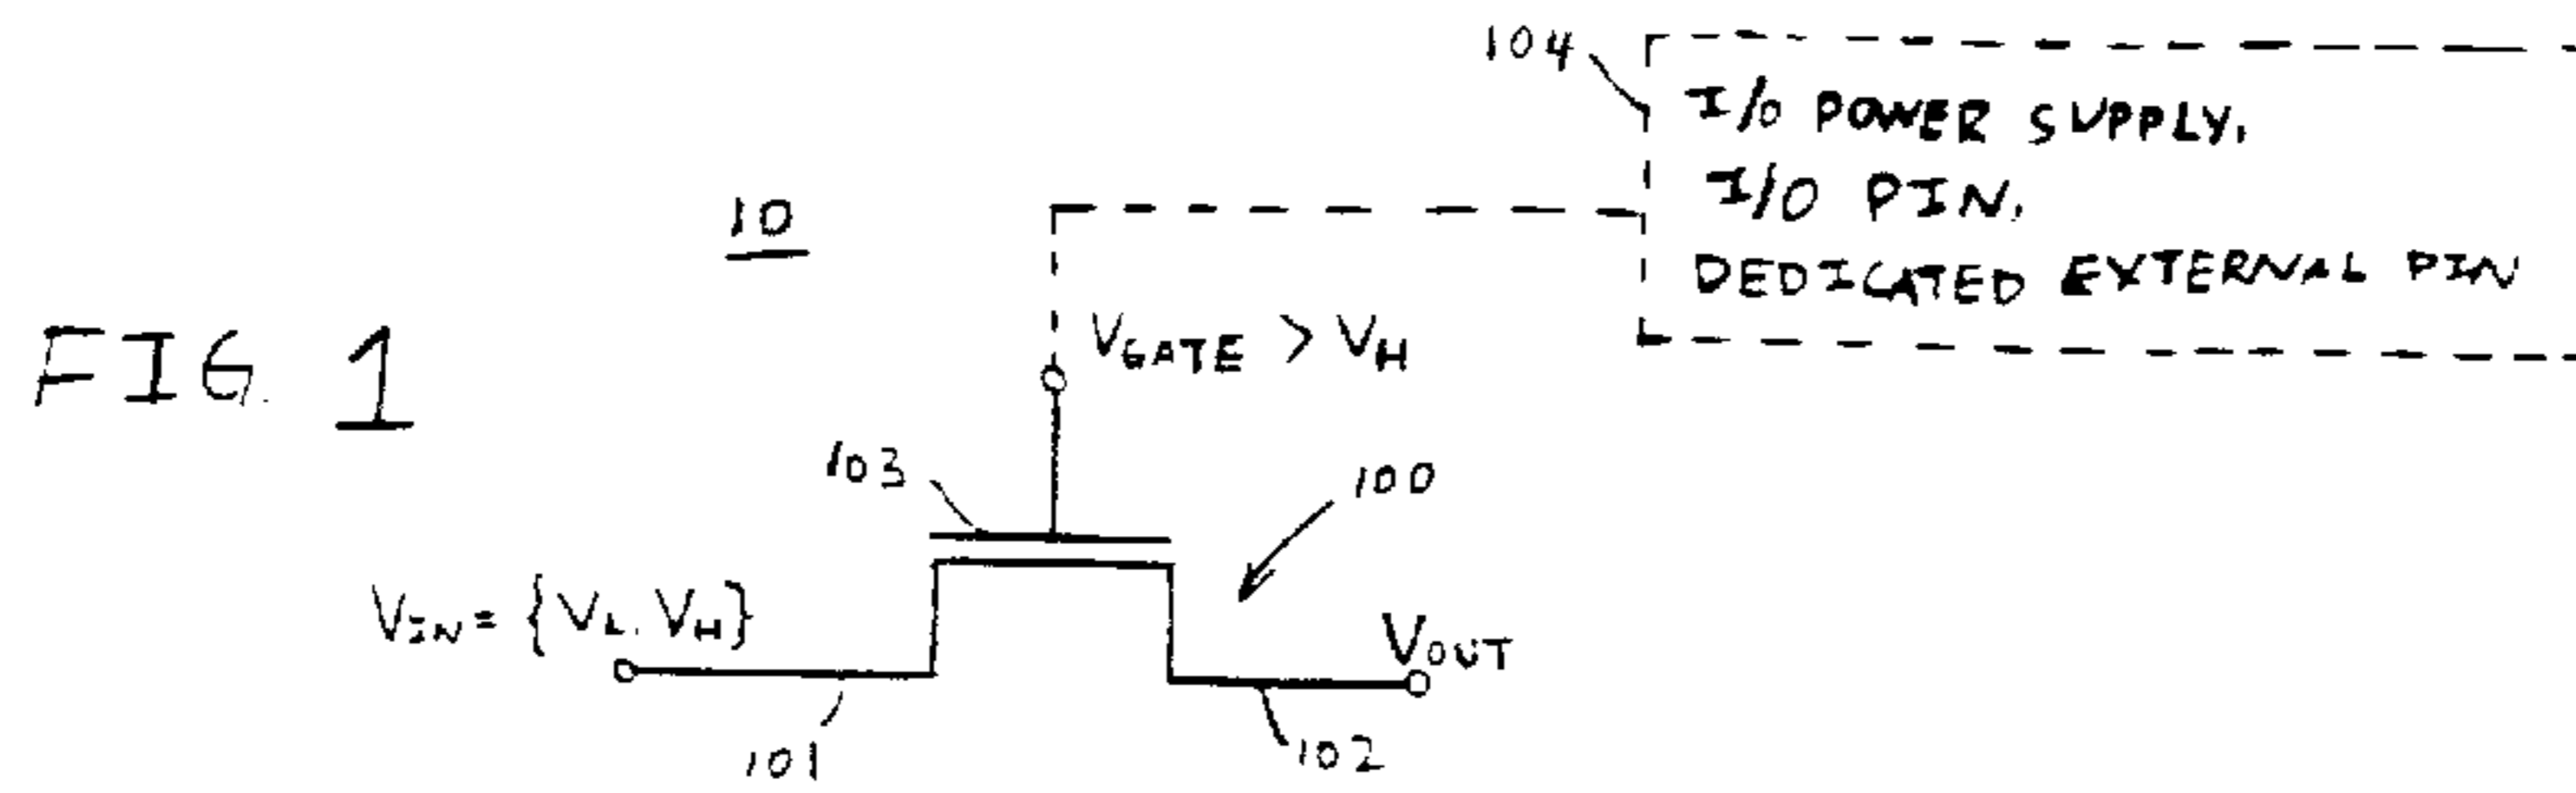 104
I/O POWER SUPPLY,
I/O PIN,
DEDICATED EXTERNAL PIN
10
FIG. 1
VGATE > VH
103
100
VIN = {VL, VH}
VOUT
101
102